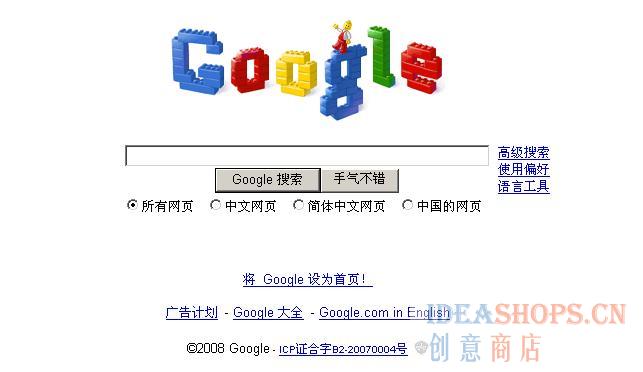 Google
高级搜索
使用偏好
语言工具
Google 搜索 手气不错
所有网页 中文网页 简体中文网页 中国的网页
将 Google 设为首页!
广告计划 - Google 大全 - Google.com in English
©2008 Google - ICP证合字B2-20070004号
IDEASHOPS.CN
创意商店